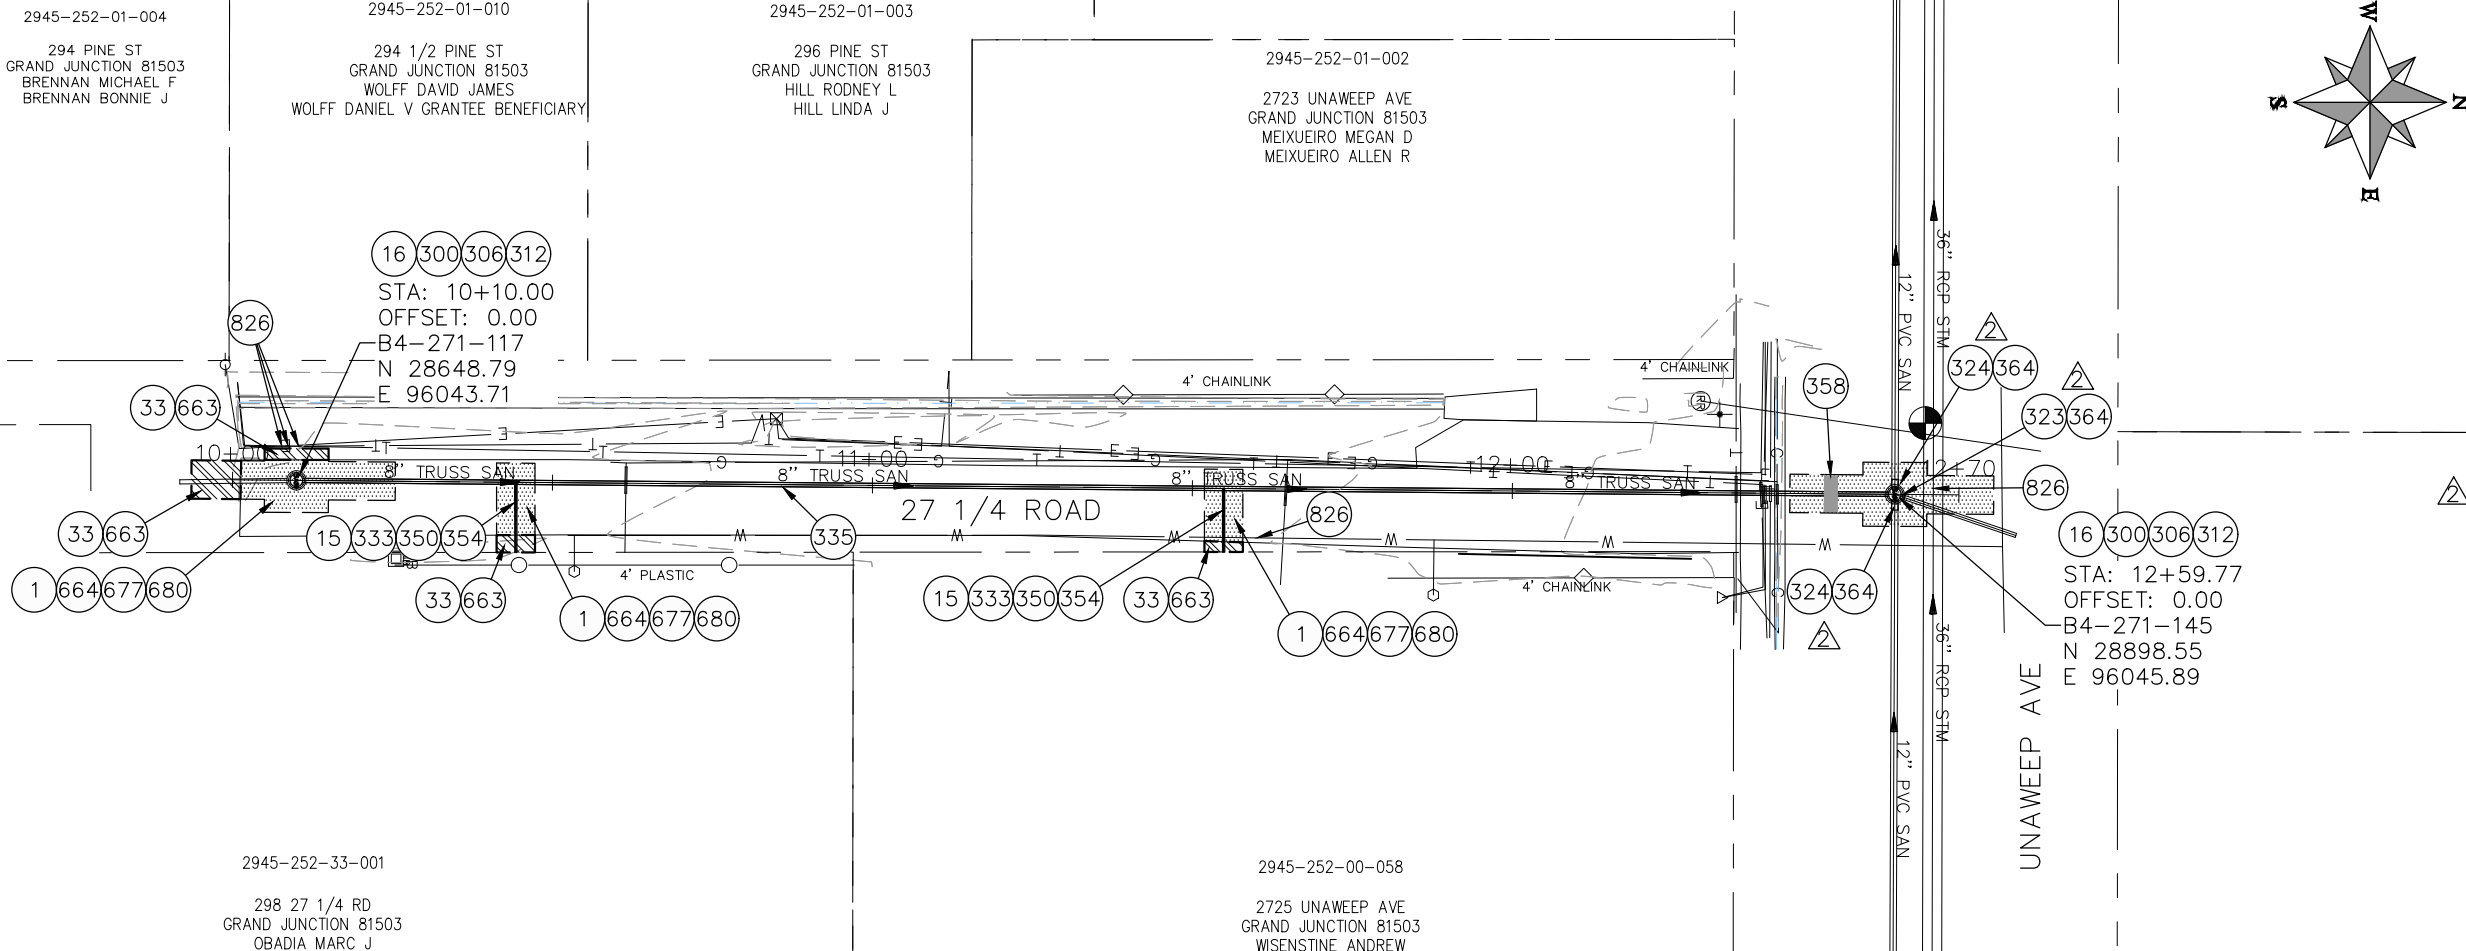 2945-252-01-004
294 PINE ST
GRAND JUNCTION 81503
BRENNAN MICHAEL F
BRENNAN BONNIE J
2945-252-01-010
294 1/2 PINE ST
GRAND JUNCTION 81503
WOLFF DAVID JAMES
WOLFF DANIEL V GRANTEE BENEFICIARY
2945-252-01-003
296 PINE ST
GRAND JUNCTION 81503
HILL RODNEY L
HILL LINDA J
2945-252-01-002
2723 UNAWEEP AVE
GRAND JUNCTION 81503
MEIXUEIRO MEGAN D
MEIXUEIRO ALLEN R
W
N
S
E
16 300 306 312
STA: 10+10.00
OFFSET: 0.00
B4-271-117
N 28648.79
E 96043.71
826
33 663
10+00
33 663
1 664 677 680
8" TRUSS SAN
8" TRUSS SAN
8" TRUSS SAN
8" TRUSS SAN
11+00
12+00
12+70
27 1/4 ROAD
15 333 350 354
33 663
1 664 677 680
335
4' PLASTIC
15 333 350 354
33 663
1 664 677 680
826
4' CHAINLINK
4' CHAINLINK
4' CHAINLINK
RR
E E E E E E E
T T T T T T T T T T
G G G G G
W W W W W W
C
C
358
324 364
2
323 364
2
826
2
324 364
2
12" PVC SAN
36" RCP STM
12" PVC SAN
36" RCP STM
16 300 306 312
STA: 12+59.77
OFFSET: 0.00
B4-271-145
N 28898.55
E 96045.89
UNAWEEP AVE
2945-252-33-001
298 27 1/4 RD
GRAND JUNCTION 81503
OBADIA MARC J
2945-252-00-058
2725 UNAWEEP AVE
GRAND JUNCTION 81503
WISENSTINE ANDREW